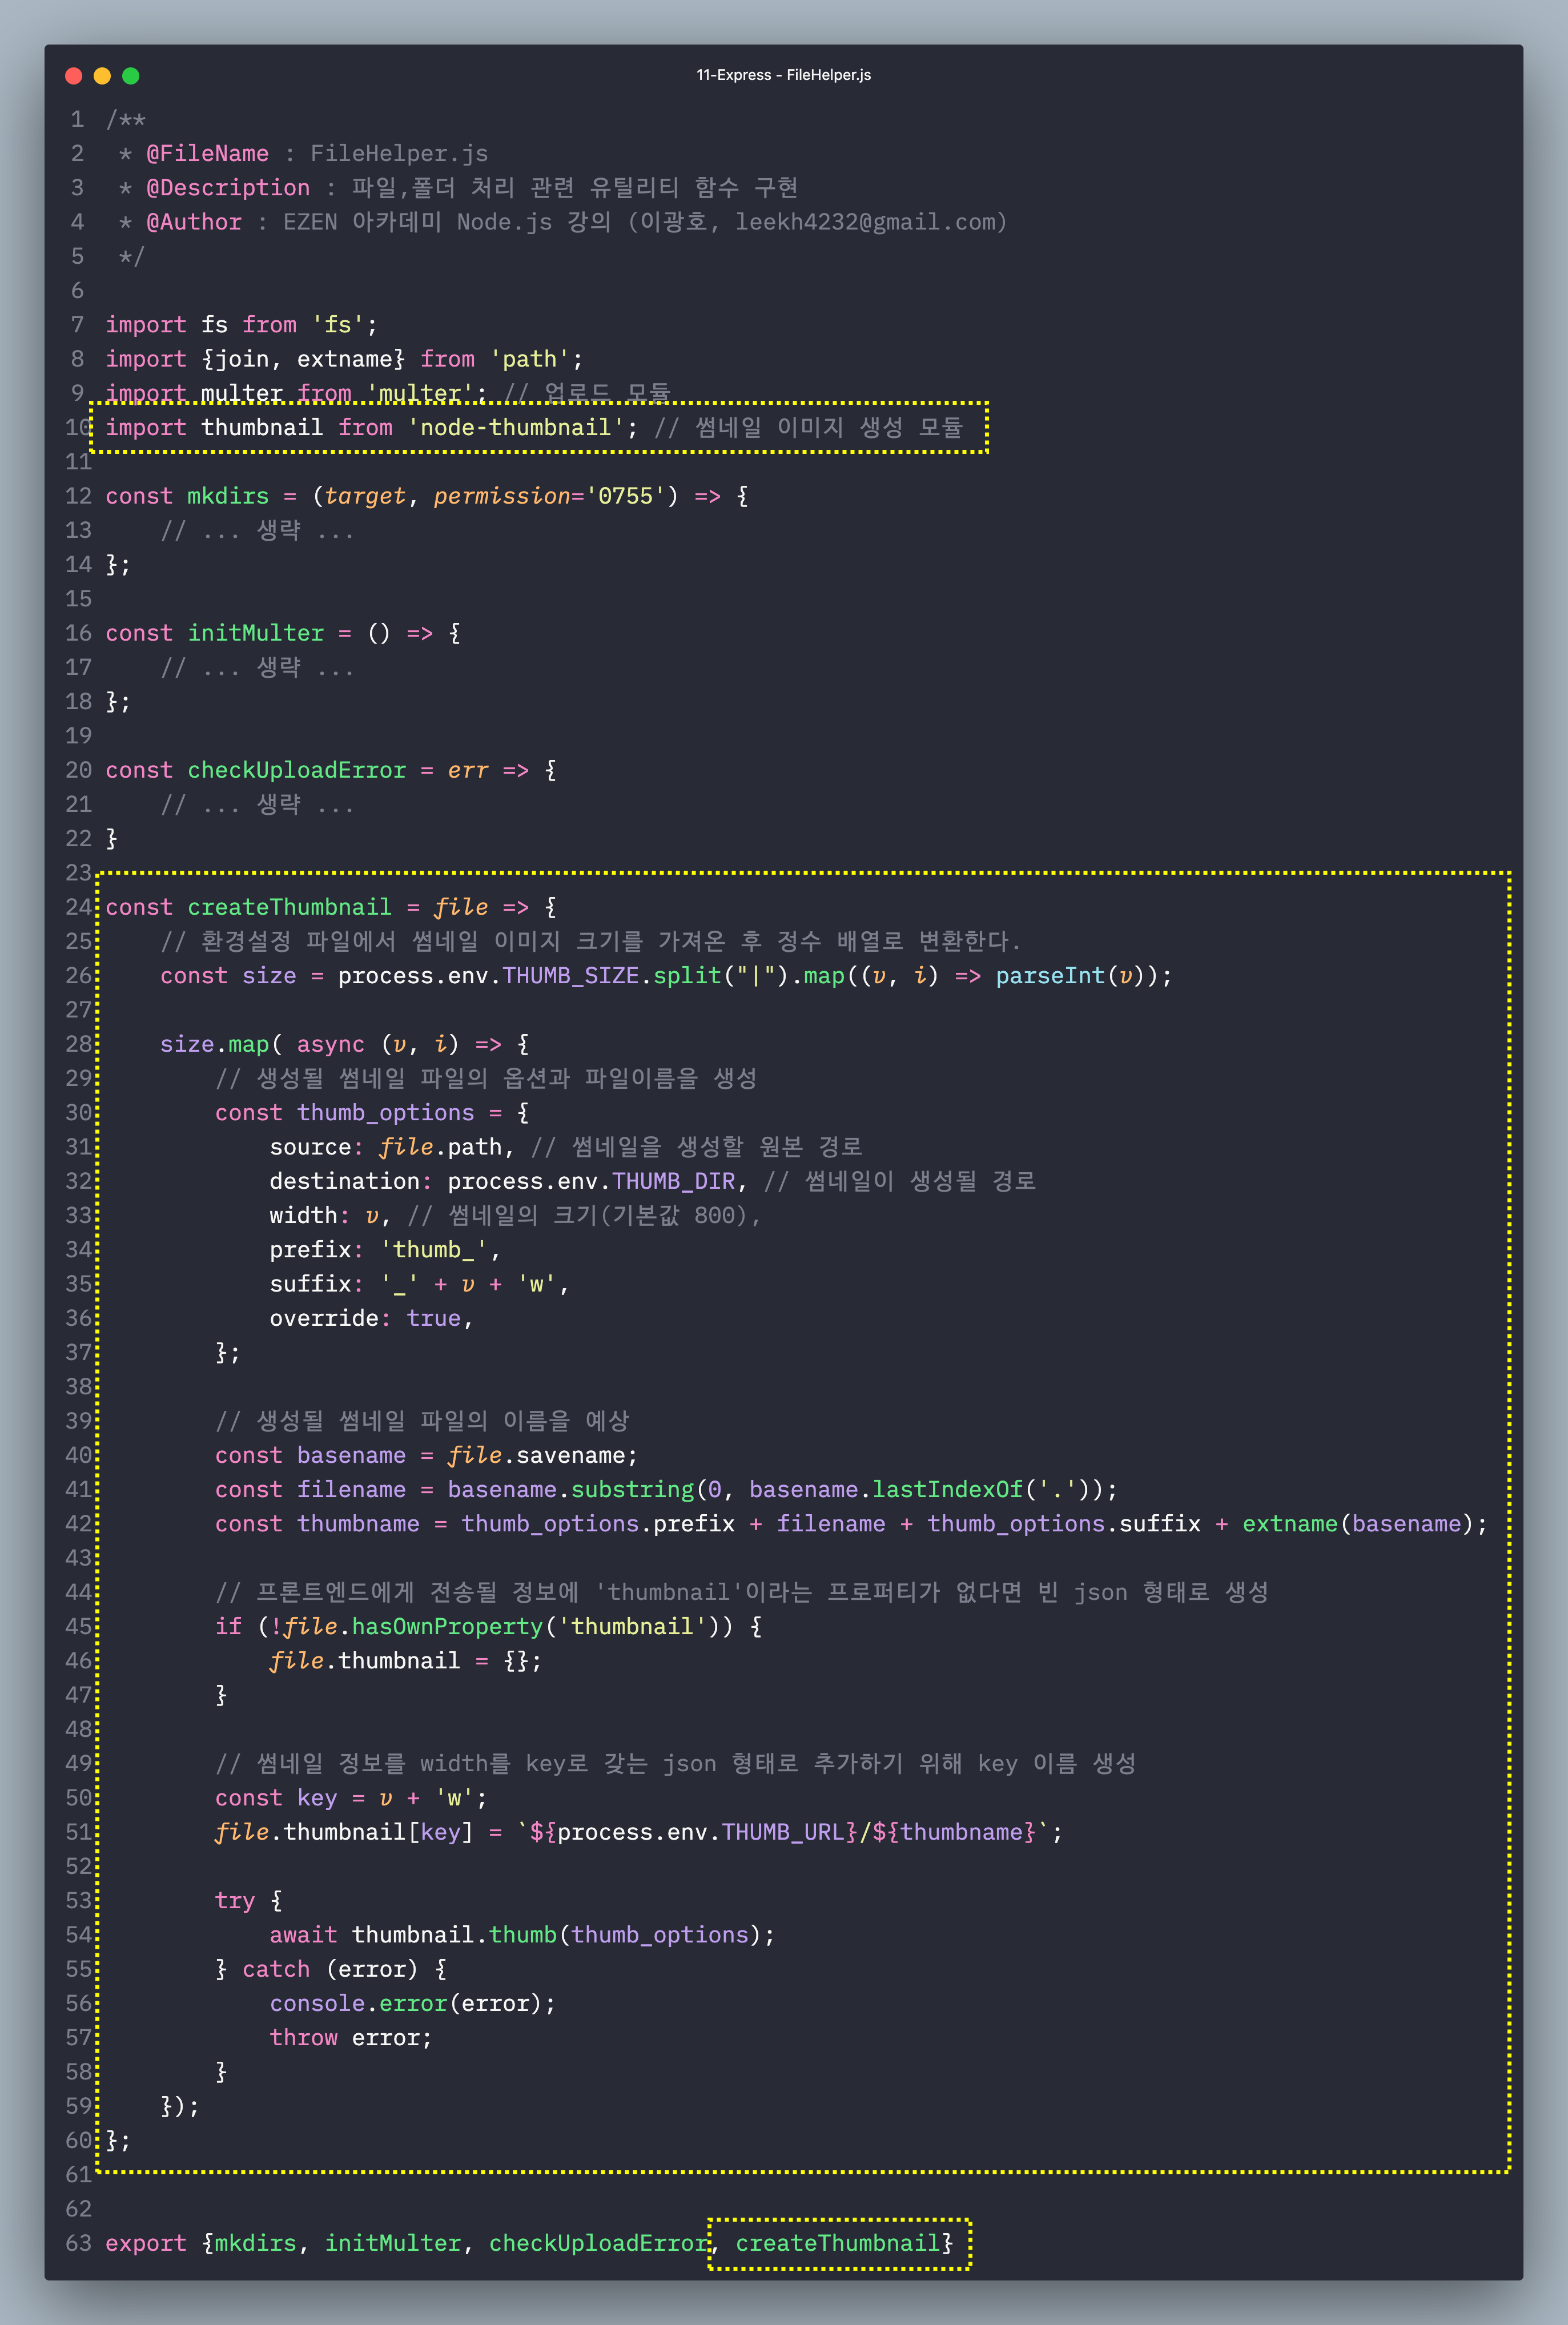 11-Express - FileHelper.js
1 /**
2  * @FileName : FileHelper.js
3  * @Description : 파일,폴더 처리 관련 유틸리티 함수 구현
4  * @Author : EZEN 아카데미 Node.js 강의 (이광호, leekh4232@gmail.com)
5  */
6
7 import fs from 'fs';
8 import {join, extname} from 'path';
9 import multer from 'multer'; // 업로드 모듈
10 import thumbnail from 'node-thumbnail'; // 썸네일 이미지 생성 모듈
11
12 const mkdirs = (target, permission='0755') => {
13     // ... 생략 ...
14 };
15
16 const initMulter = () => {
17     // ... 생략 ...
18 };
19
20 const checkUploadError = err => {
21     // ... 생략 ...
22 }
23
24 const createThumbnail = file => {
25     // 환경설정 파일에서 썸네일 이미지 크기를 가져온 후 정수 배열로 변환한다.
26     const size = process.env.THUMB_SIZE.split("|").map((v, i) => parseInt(v));
27
28     size.map( async (v, i) => {
29         // 생성될 썸네일 파일의 옵션과 파일이름을 생성
30         const thumb_options = {
31             source: file.path, // 썸네일을 생성할 원본 경로
32             destination: process.env.THUMB_DIR, // 썸네일이 생성될 경로
33             width: v, // 썸네일의 크기(기본값 800),
34             prefix: 'thumb_',
35             suffix: '_' + v + 'w',
36             override: true,
37         };
38
39         // 생성될 썸네일 파일의 이름을 예상
40         const basename = file.savename;
41         const filename = basename.substring(0, basename.lastIndexOf('.'));
42         const thumbname = thumb_options.prefix + filename + thumb_options.suffix + extname(basename);
43
44         // 프론트엔드에게 전송될 정보에 'thumbnail'이라는 프로퍼티가 없다면 빈 json 형태로 생성
45         if (!file.hasOwnProperty('thumbnail')) {
46             file.thumbnail = {};
47         }
48
49         // 썸네일 정보를 width를 key로 갖는 json 형태로 추가하기 위해 key 이름 생성
50         const key = v + 'w';
51         file.thumbnail[key] = `${process.env.THUMB_URL}/${thumbname}`;
52
53         try {
54             await thumbnail.thumb(thumb_options);
55         } catch (error) {
56             console.error(error);
57             throw error;
58         }
59     });
60 };
61
62
63 export {mkdirs, initMulter, checkUploadError, createThumbnail}